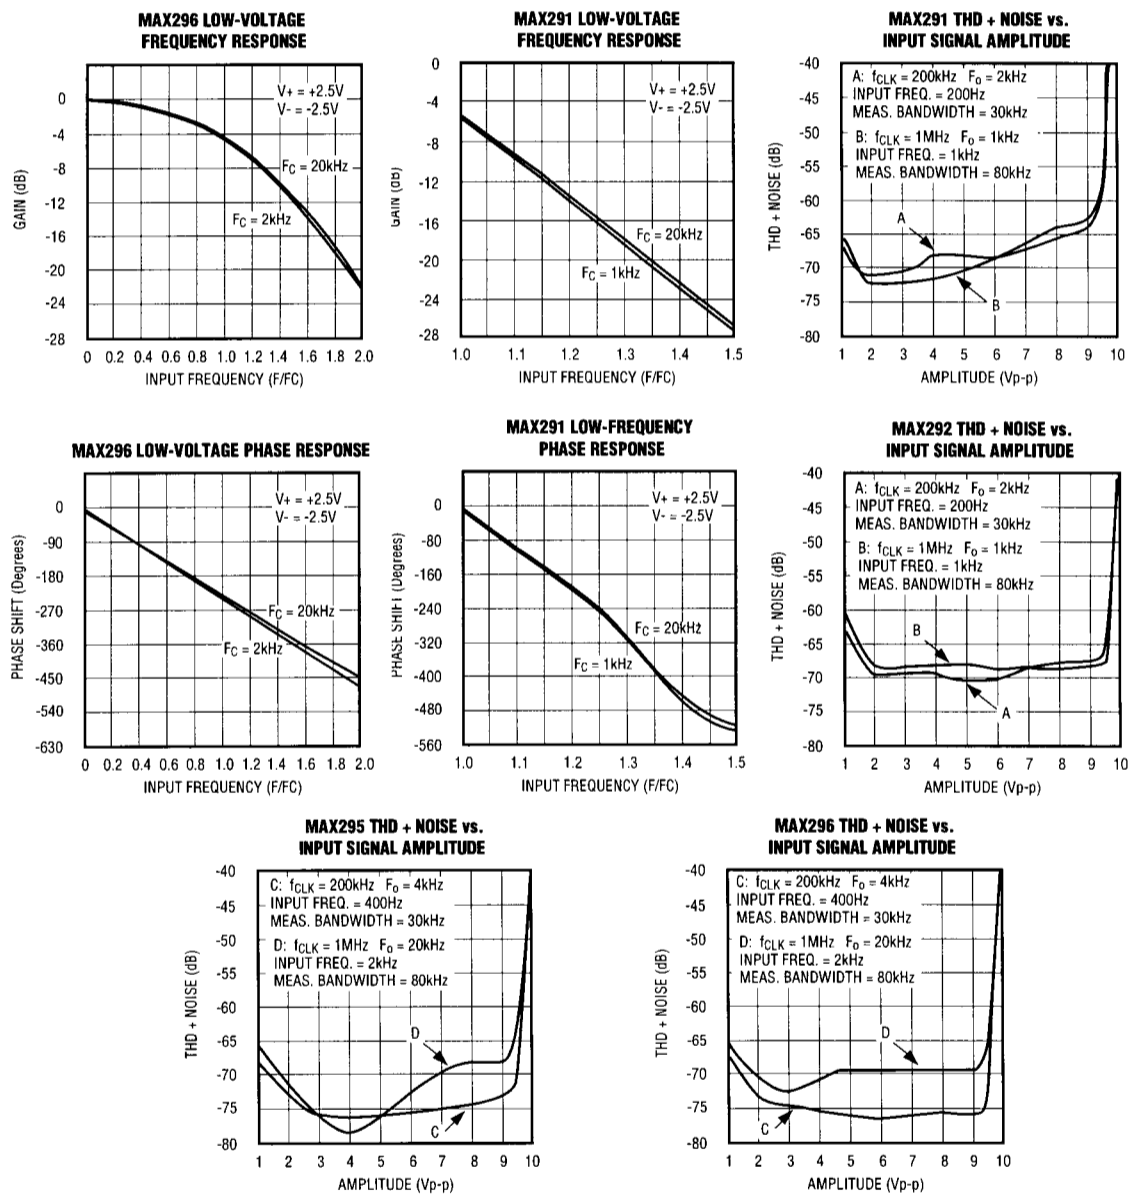 MAX296 LOW-VOLTAGE
FREQUENCY RESPONSE
V+ = +2.5V
V- = -2.5V
FC = 20kHz
FC = 2kHz
GAIN (dB)
0
-4
-8
-12
-16
-20
-24
-28
0 0.2 0.4 0.6 0.8 1.0 1.2 1.4 1.6 1.8 2.0
INPUT FREQUENCY (F/FC)
MAX291 LOW-VOLTAGE
FREQUENCY RESPONSE
V+ = +2.5V
V- = -2.5V
FC = 20kHz
FC = 1kHz
GAIN (dB)
0
-4
-8
-12
-16
-20
-24
-28
1.0 1.1 1.2 1.3 1.4 1.5
INPUT FREQUENCY (F/FC)
MAX291 THD + NOISE vs.
INPUT SIGNAL AMPLITUDE
A: fCLK = 200kHz Fo = 2kHz
INPUT FREQ. = 200Hz
MEAS. BANDWIDTH = 30kHz
B: fCLK = 1MHz Fo = 1kHz
INPUT FREQ. = 1kHz
MEAS. BANDWIDTH = 80kHz
A
B
THD + NOISE (dB)
-40
-45
-50
-55
-60
-65
-70
-75
-80
1 2 3 4 5 6 7 8 9 10
AMPLITUDE (Vp-p)
MAX296 LOW-VOLTAGE PHASE RESPONSE
V+ = +2.5V
V- = -2.5V
FC = 20kHz
FC = 2kHz
PHASE SHIFT (Degrees)
0
-90
-180
-270
-360
-450
-540
-630
0 0.2 0.4 0.6 0.8 1.0 1.2 1.4 1.6 1.8 2.0
INPUT FREQUENCY (F/FC)
MAX291 LOW-FREQUENCY
PHASE RESPONSE
V+ = +2.5V
V- = -2.5V
FC = 20kHz
FC = 1kHz
PHASE SHIFT (Degrees)
0
-80
-160
-240
-320
-400
-480
-560
1.0 1.1 1.2 1.3 1.4 1.5
INPUT FREQUENCY (F/FC)
MAX292 THD + NOISE vs.
INPUT SIGNAL AMPLITUDE
A: fCLK = 200kHz Fo = 2kHz
INPUT FREQ. = 200Hz
MEAS. BANDWIDTH = 30kHz
B: fCLK = 1MHz Fo = 1kHz
INPUT FREQ. = 1kHz
MEAS. BANDWIDTH = 80kHz
B
A
THD + NOISE (dB)
-40
-45
-50
-55
-60
-65
-70
-75
-80
1 2 3 4 5 6 7 8 9 10
AMPLITUDE (Vp-p)
MAX295 THD + NOISE vs.
INPUT SIGNAL AMPLITUDE
C: fCLK = 200kHz Fo = 4kHz
INPUT FREQ. = 400Hz
MEAS. BANDWIDTH = 30kHz
D: fCLK = 1MHz Fo = 20kHz
INPUT FREQ. = 2kHz
MEAS. BANDWIDTH = 80kHz
D
C
THD + NOISE (dB)
-40
-45
-50
-55
-60
-65
-70
-75
-80
1 2 3 4 5 6 7 8 9 10
AMPLITUDE (Vp-p)
MAX296 THD + NOISE vs.
INPUT SIGNAL AMPLITUDE
C: fCLK = 200kHz Fo = 4kHz
INPUT FREQ. = 400Hz
MEAS. BANDWIDTH = 30kHz
D: fCLK = 1MHz Fo = 20kHz
INPUT FREQ. = 2kHz
MEAS. BANDWIDTH = 80kHz
D
C
THD + NOISE (dB)
-40
-45
-50
-55
-60
-65
-70
-75
-80
1 2 3 4 5 6 7 8 9 10
AMPLITUDE (Vp-p)